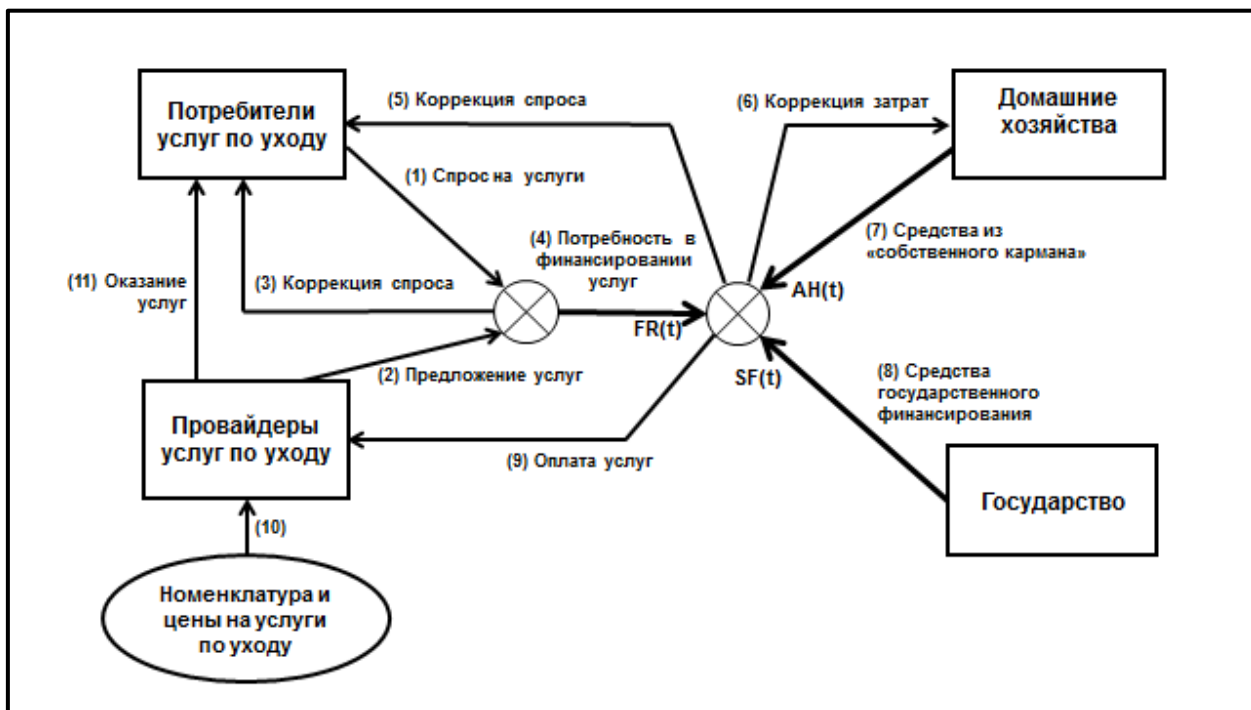 Потребители
услуг по уходу
(5) Коррекция спроса
(6) Коррекция затрат
Домашние
хозяйства
(1) Спрос на услуги
(4) Потребность в
финансировании
услуг
(7) Средства из
«собственного кармана»
(11) Оказание
услуг
(3) Коррекция спроса
FR(t)
AH(t)
(2) Предложение услуг
SF(t)
(8) Средства
государственного
финансирования
Провайдеры
услуг по уходу
(9) Оплата услуг
Государство
(10)
Номенклатура и
цены на услуги
по уходу